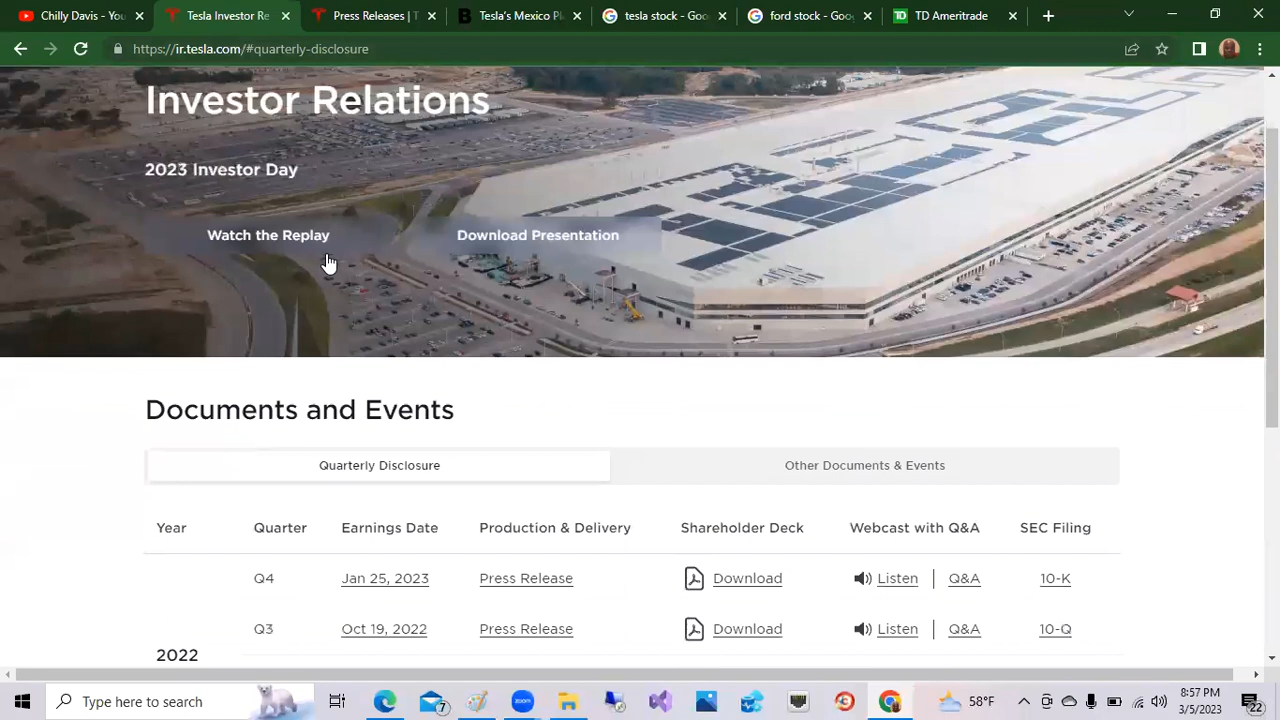 Chilly Davis - You
Tesla Investor Re
Press Releases | T
Tesla's Mexico Pl
tesla stock - Goo
ford stock - Goo
TD Ameritrade
https://ir.tesla.com/#quarterly-disclosure
Investor Relations
2023 Investor Day
Watch the Replay
Download Presentation
Documents and Events
Quarterly Disclosure
Other Documents & Events
Year Quarter Earnings Date Production & Delivery Shareholder Deck Webcast with Q&A SEC Filing
Q4 Jan 25, 2023 Press Release Download Listen | Q&A 10-K
Q3 Oct 19, 2022 Press Release Download Listen | Q&A 10-Q
2022
Type here to search
7
58°F
8:57 PM
3/5/2023
22